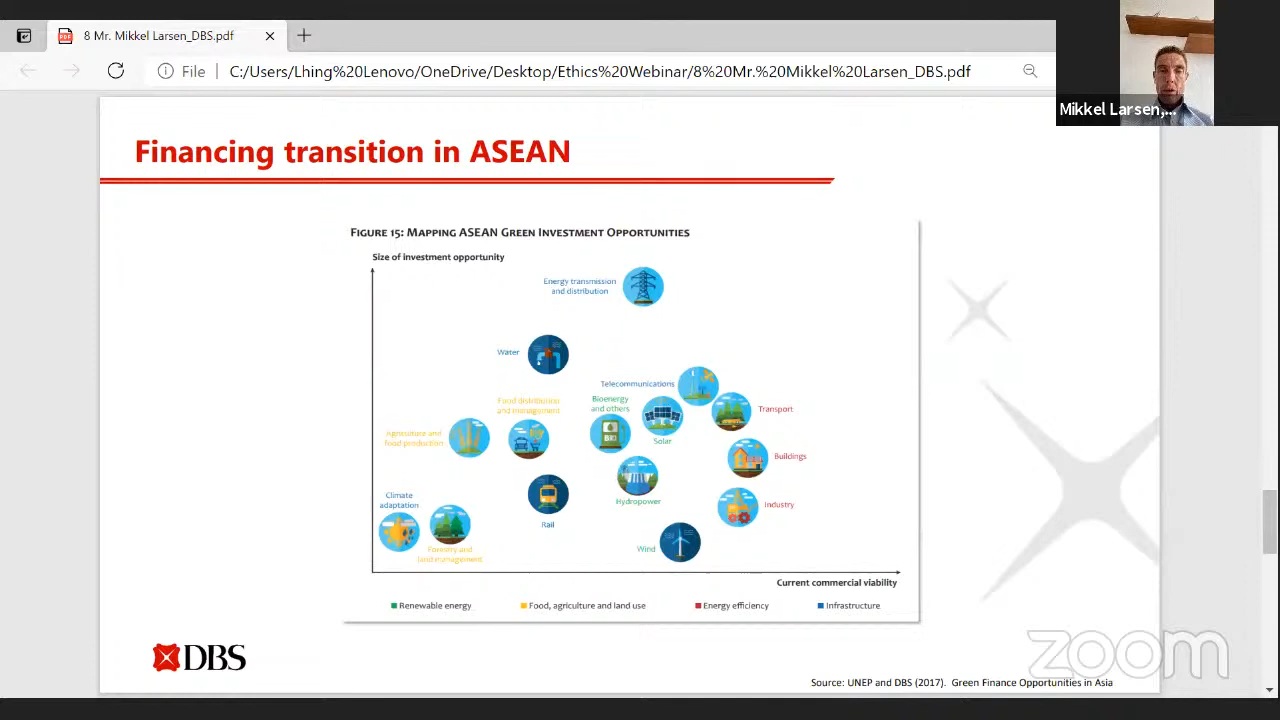 8 Mr. Mikkel Larsen_DBS.pdf
File
C:/Users/Lhing%20Lenovo/OneDrive/Desktop/Ethics%20Webinar/8%20Mr.%20Mikkel%20Larsen_DBS.pdf
Mikkel Larsen,...
Financing transition in ASEAN
FIGURE 15: MAPPING ASEAN GREEN INVESTMENT OPPORTUNITIES
Size of investment opportunity
Energy transmission
and distribution
Water
Telecommunications
Food distribution
and management
Bioenergy
and others
Transport
Agriculture and
food production
BIO
Solar
Buildings
Climate
adaptation
Hydropower
Industry
Rail
Forestry and
land management
Wind
Current commercial viability
Renewable energy
Food, agriculture and land use
Energy efficiency
Infrastructure
DBS
zoom
Source: UNEP and DBS (2017). Green Finance Opportunities in Asia